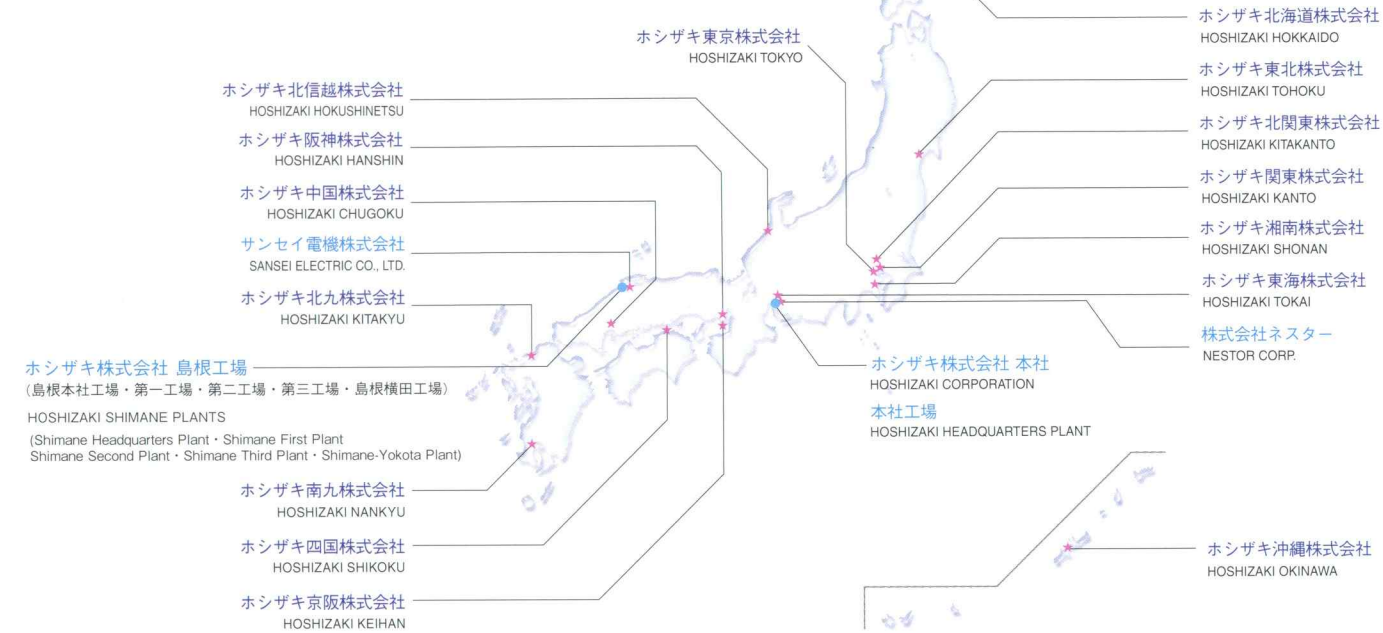 ホシザキ北海道株式会社
HOSHIZAKI HOKKAIDO
ホシザキ東京株式会社
HOSHIZAKI TOKYO
ホシザキ東北株式会社
HOSHIZAKI TOHOKU
ホシザキ北関東株式会社
HOSHIZAKI KITAKANTO
ホシザキ関東株式会社
HOSHIZAKI KANTO
ホシザキ湘南株式会社
HOSHIZAKI SHONAN
ホシザキ東海株式会社
HOSHIZAKI TOKAI
株式会社ネスター
NESTOR CORP.
ホシザキ北信越株式会社
HOSHIZAKI HOKUSHINETSU
ホシザキ阪神株式会社
HOSHIZAKI HANSHIN
ホシザキ中国株式会社
HOSHIZAKI CHUGOKU
サンセイ電機株式会社
SANSEI ELECTRIC CO., LTD.
ホシザキ北九株式会社
HOSHIZAKI KITAKYU
ホシザキ株式会社 島根工場
(島根本社工場・第一工場・第二工場・第三工場・島根横田工場)
HOSHIZAKI SHIMANE PLANTS
(Shimane Headquarters Plant・Shimane First Plant
Shimane Second Plant・Shimane Third Plant・Shimane-Yokota Plant)
ホシザキ南九株式会社
HOSHIZAKI NANKYU
ホシザキ四国株式会社
HOSHIZAKI SHIKOKU
ホシザキ京阪株式会社
HOSHIZAKI KEIHAN
ホシザキ株式会社 本社
HOSHIZAKI CORPORATION
本社工場
HOSHIZAKI HEADQUARTERS PLANT
ホシザキ沖縄株式会社
HOSHIZAKI OKINAWA